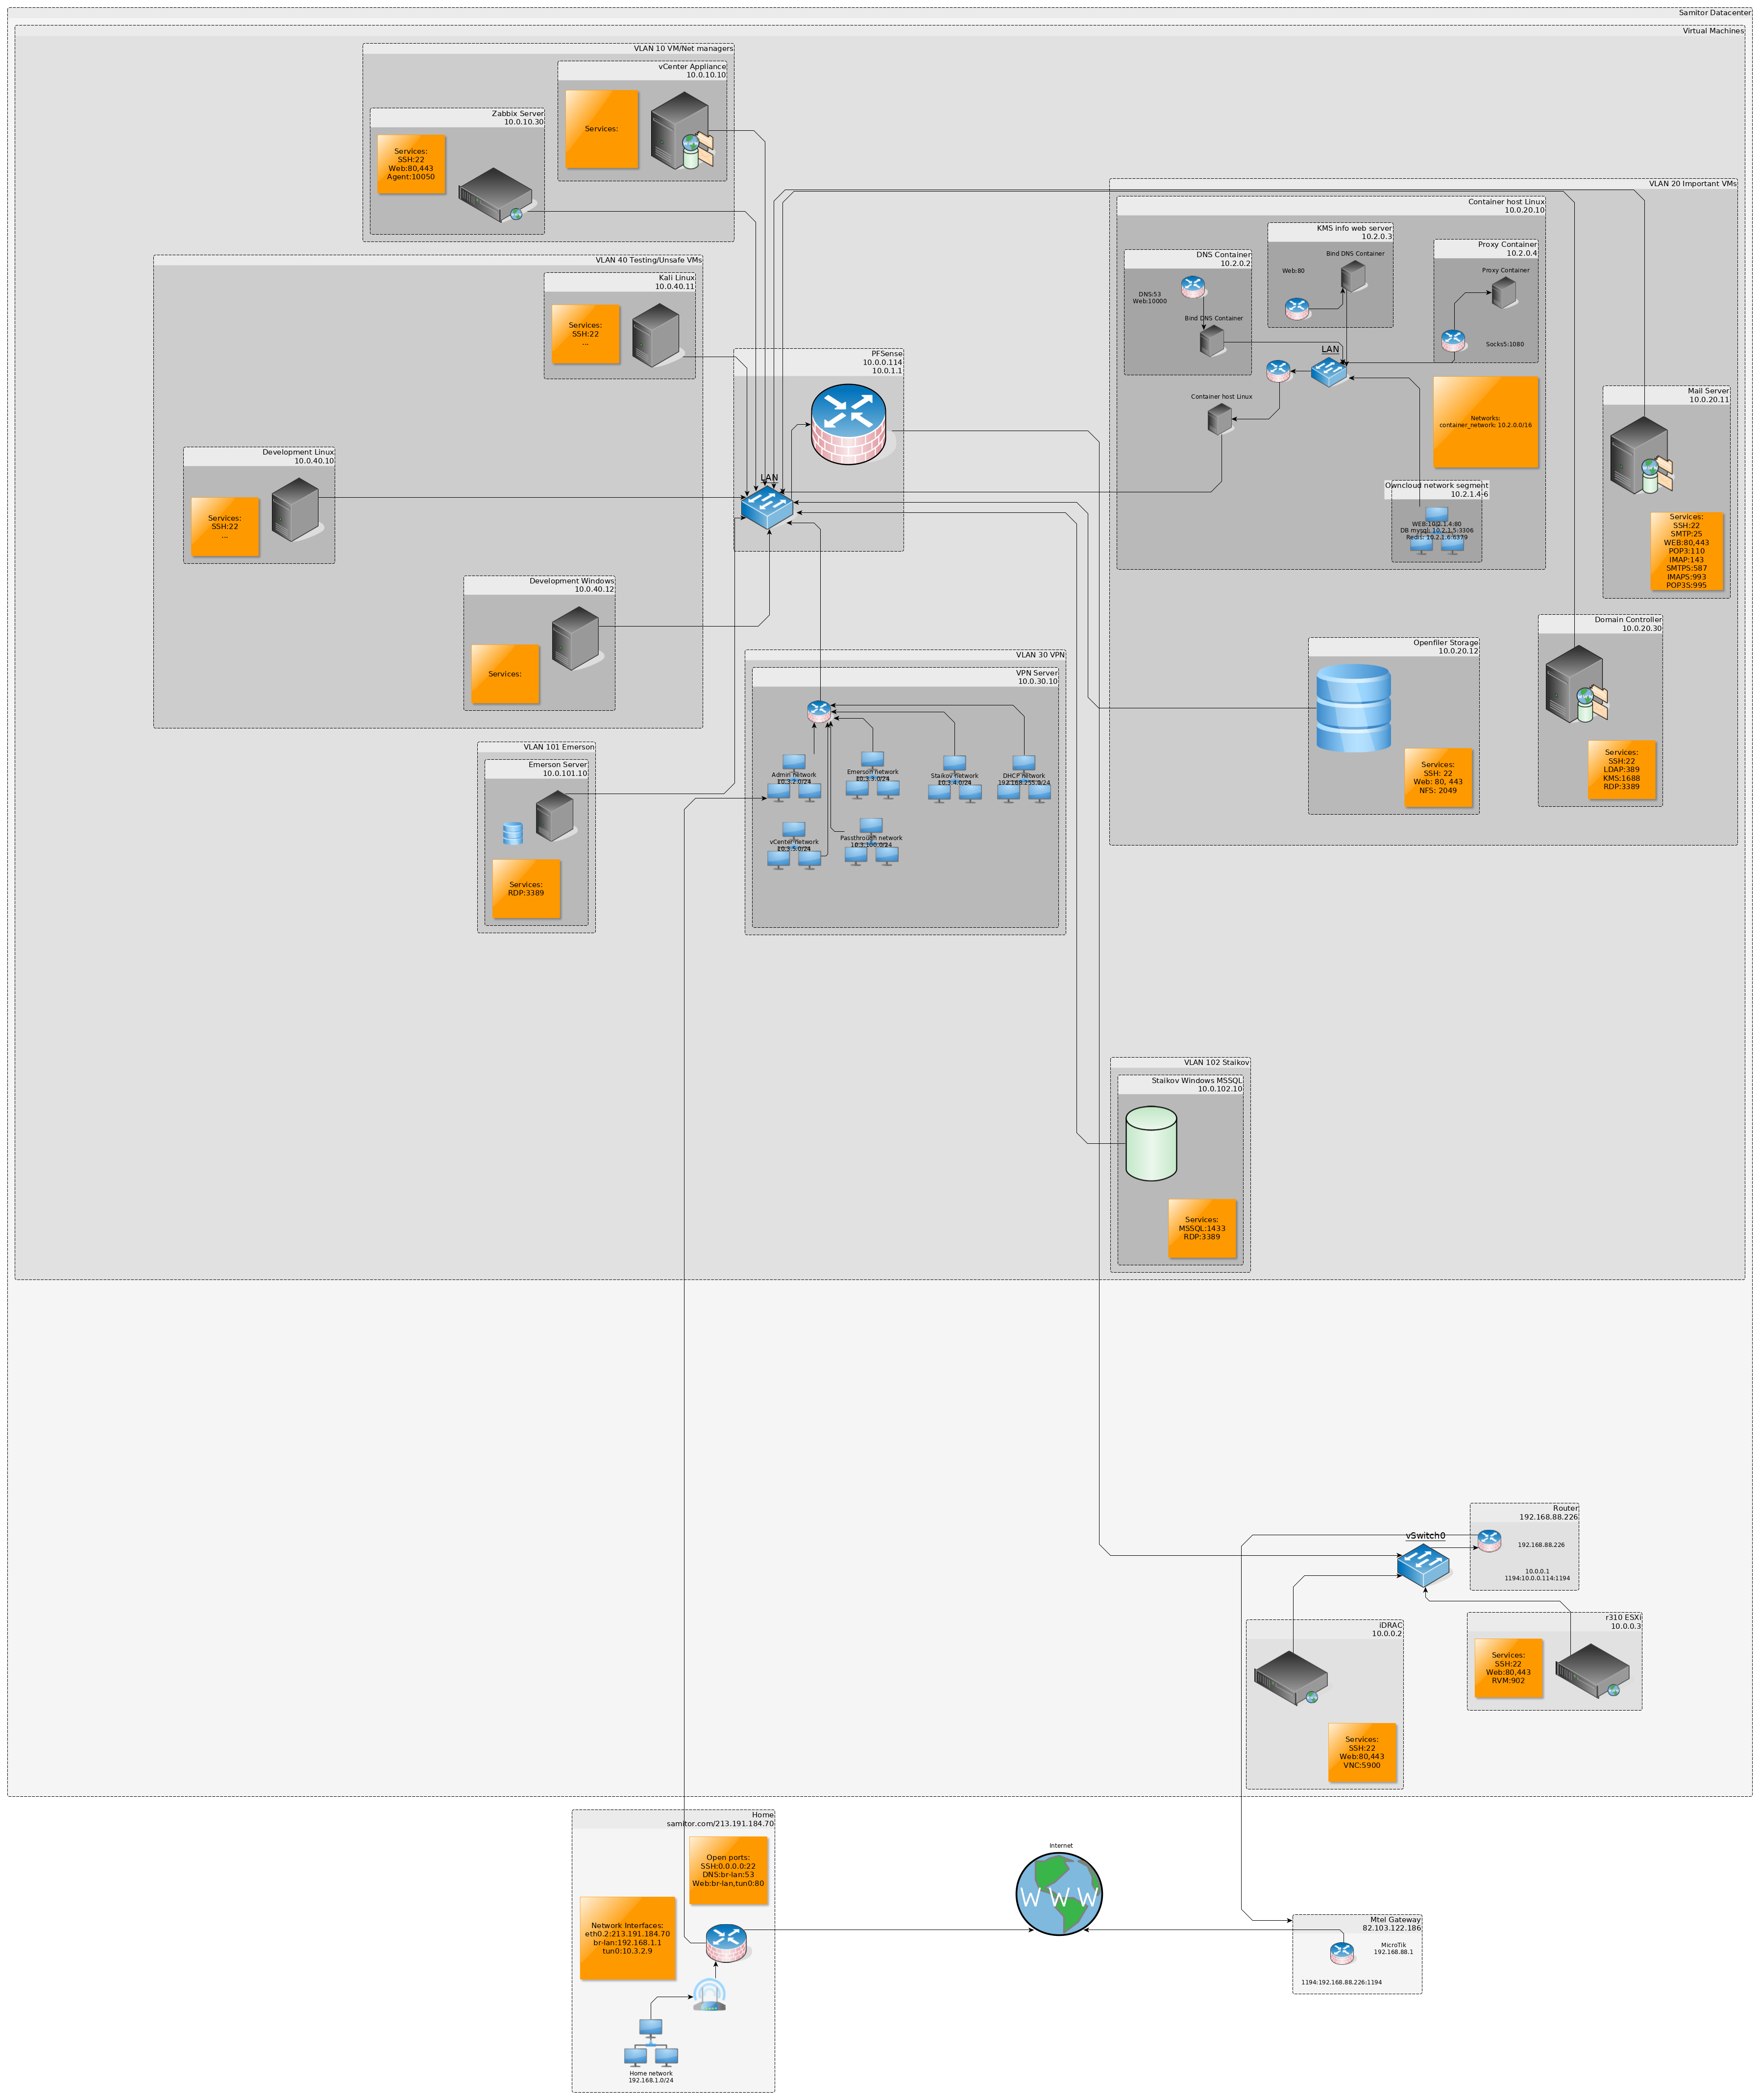 Samitor Datacenter
Virtual Machines
VLAN 10 VM/Net managers
vCenter Appliance
10.0.10.10
Services:
Zabbix Server
10.0.10.30
Services:
SSH:22
Web:80,443
Agent:10050
VLAN 40 Testing/Unsafe VMs
Kali Linux
10.0.40.11
Services:
SSH:22
...
Development Linux
10.0.40.10
Services:
SSH:22
...
Development Windows
10.0.40.12
Services:
PFSense
10.0.0.114
10.0.1.1
LAN
VLAN 20 Important VMs
Container host Linux
10.0.20.10
KMS info web server
10.2.0.3
Bind DNS Container
Web:80
Proxy Container
10.2.0.4
Proxy Container
Socks5:1080
DNS Container
10.2.0.2
DNS:53
Web:10000
Bind DNS Container
LAN
Container host Linux
Networks:
container_network: 10.2.0.0/16
Owncloud network segment
10.2.1.4-6
WEB:10.2.1.4:80
DB mysql: 10.2.1.5:3306
Redis: 10.2.1.6:6379
Mail Server
10.0.20.11
Services:
SSH:22
SMTP:25
WEB:80,443
POP3:110
IMAP:143
SMTPS:587
IMAPS:993
POP3S:995
Domain Controller
10.0.20.30
Services:
SSH:22
LDAP:389
KMS:1688
RDP:3389
Openfiler Storage
10.0.20.12
Services:
SSH: 22
Web: 80, 443
NFS: 2049
VLAN 30 VPN
VPN Server
10.0.30.10
Admin network
10.3.2.0/24
Emerson network
10.3.3.0/24
Staikov network
10.3.4.0/24
DHCP network
192.168.255.0/24
vCenter network
10.3.5.0/24
Passthrough network
10.3.100.0/24
VLAN 101 Emerson
Emerson Server
10.0.101.10
Services:
RDP:3389
VLAN 102 Staikov
Staikov Windows MSSQL
10.0.102.10
Services:
MSSQL:1433
RDP:3389
Router
192.168.88.226
192.168.88.226
10.0.0.1
1194:10.0.0.114:1194
vSwitch0
iDRAC
10.0.0.2
Services:
SSH:22
Web:80,443
VNC:5900
r310 ESXi
10.0.0.3
Services:
SSH:22
Web:80,443
RVM:902
Home
samitor.com/213.191.184.70
Open ports:
SSH:0.0.0.0:22
DNS:br-lan:53
Web:br-lan,tun0:80
Network Interfaces:
eth0.2:213.191.184.70
br-lan:192.168.1.1
tun0:10.3.2.9
Home network
192.168.1.0/24
Internet
WWW
Mtel Gateway
82.103.122.186
MicroTik
192.168.88.1
1194:192.168.88.226:1194